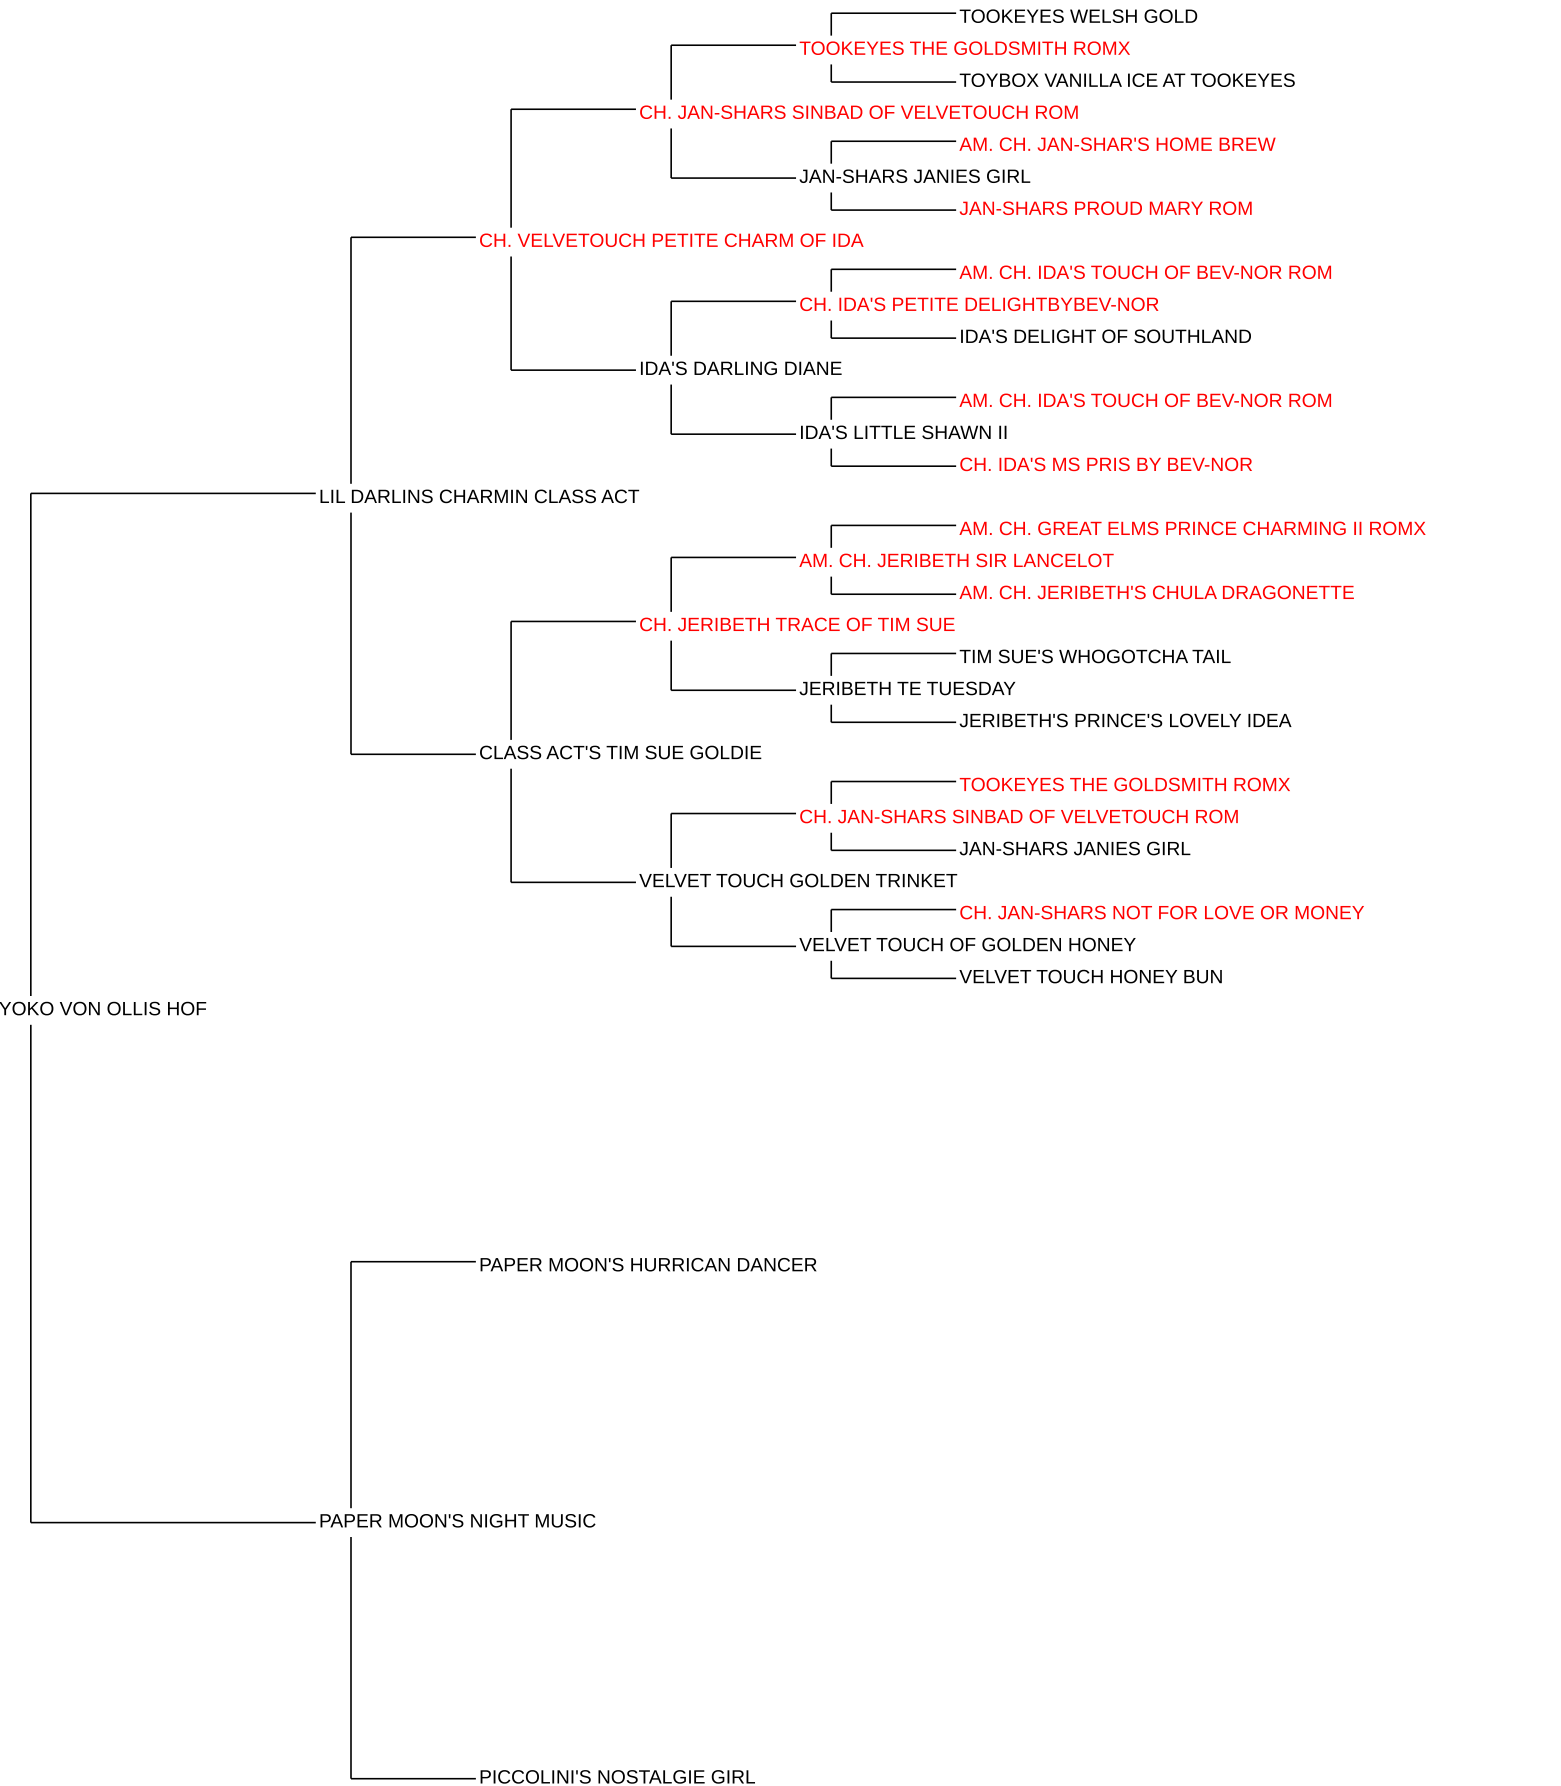 TOOKEYES WELSH GOLD
TOOKEYES THE GOLDSMITH ROMX
TOYBOX VANILLA ICE AT TOOKEYES
CH. JAN-SHARS SINBAD OF VELVETOUCH ROM
AM. CH. JAN-SHAR'S HOME BREW
JAN-SHARS JANIES GIRL
JAN-SHARS PROUD MARY ROM
CH. VELVETOUCH PETITE CHARM OF IDA
AM. CH. IDA'S TOUCH OF BEV-NOR ROM
CH. IDA'S PETITE DELIGHTBYBEV-NOR
IDA'S DELIGHT OF SOUTHLAND
IDA'S DARLING DIANE
AM. CH. IDA'S TOUCH OF BEV-NOR ROM
IDA'S LITTLE SHAWN II
CH. IDA'S MS PRIS BY BEV-NOR
LIL DARLINS CHARMIN CLASS ACT
AM. CH. GREAT ELMS PRINCE CHARMING II ROMX
AM. CH. JERIBETH SIR LANCELOT
AM. CH. JERIBETH'S CHULA DRAGONETTE
CH. JERIBETH TRACE OF TIM SUE
TIM SUE'S WHOGOTCHA TAIL
JERIBETH TE TUESDAY
JERIBETH'S PRINCE'S LOVELY IDEA
CLASS ACT'S TIM SUE GOLDIE
TOOKEYES THE GOLDSMITH ROMX
CH. JAN-SHARS SINBAD OF VELVETOUCH ROM
JAN-SHARS JANIES GIRL
VELVET TOUCH GOLDEN TRINKET
CH. JAN-SHARS NOT FOR LOVE OR MONEY
VELVET TOUCH OF GOLDEN HONEY
VELVET TOUCH HONEY BUN
YOKO VON OLLIS HOF
PAPER MOON'S HURRICAN DANCER
PAPER MOON'S NIGHT MUSIC
PICCOLINI'S NOSTALGIE GIRL